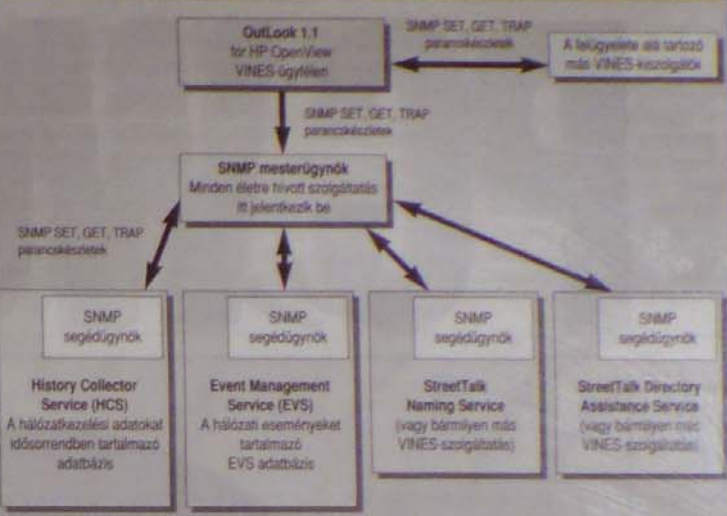 OutLook 1.1
for HP OpenView
VINES-ügyfélen
SNMP SET, GET, TRAP
parancskészletek
A felügyelete alá tartozó
más VINES-kiszolgálók
SNMP SET, GET, TRAP
parancskészletek
SNMP mesterügynök
Minden életre hívott szolgáltatás
itt jelentkezik be
SNMP SET, GET, TRAP
parancskészletek
SNMP
segédügynök
History Collector
Service (HCS)
A hálózatkezelési adatokat
idősorrendben tartalmazó
adatbázis
SNMP
segédügynök
Event Management
Service (EVS)
A hálózati eseményeket
tartalmazó
EVS adatbázis
SNMP
segédügynök
StreetTalk
Naming Service
(vagy bármilyen más
VINES-szolgáltatás)
SNMP
segédügynök
StreetTalk Directory
Assistance Service
(vagy bármilyen más
VINES-szolgáltatás)